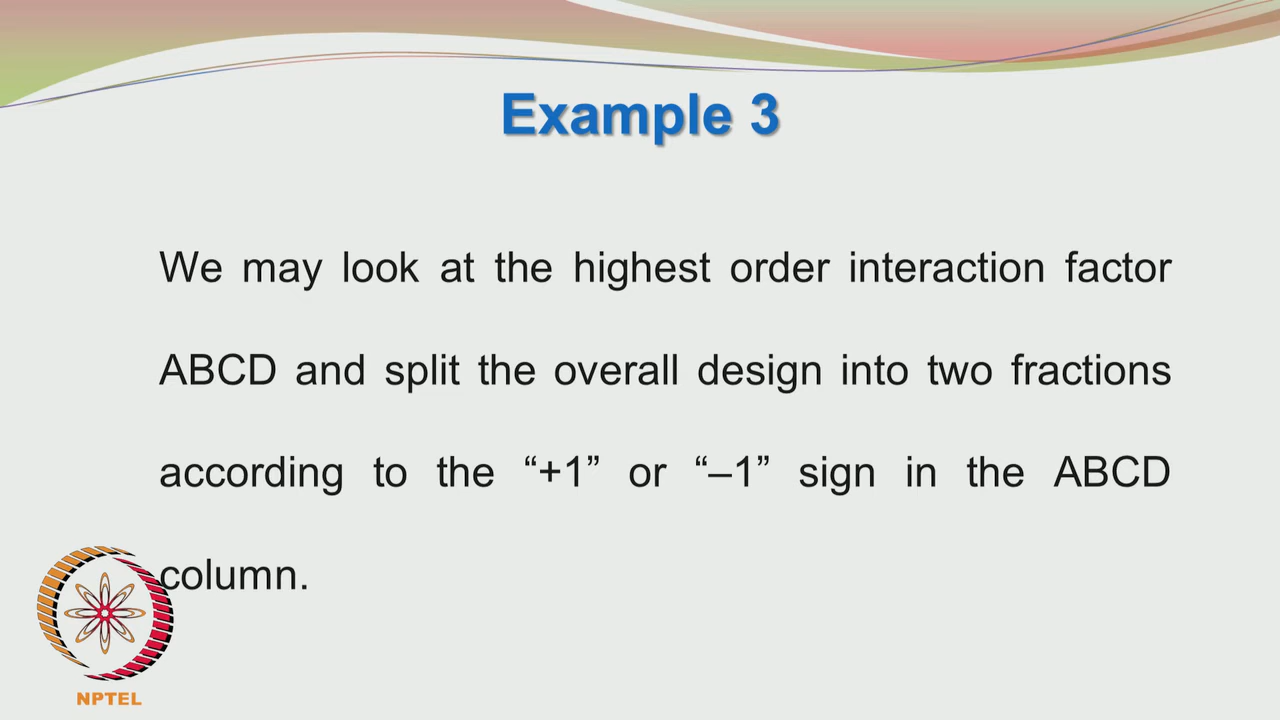 Example 3
We may look at the highest order interaction factor
ABCD and split the overall design into two fractions
according to the “+1” or “–1” sign in the ABCD
column.
NPTEL